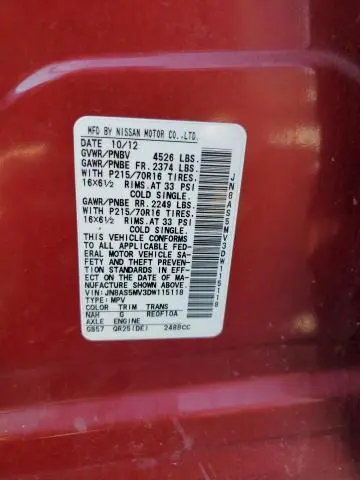 MFD BY NISSAN MOTOR CO.,LTD.
DATE 10/12
GVWR/PNBV 4526 LBS.
GAWR/PNBE FR. 2374 LBS.
WITH P215/70R16 TIRES.
16X6½ RIMS. AT 33 PSI
COLD SINGLE.
GAWR/PNBE RR. 2249 LBS.
WITH P215/70R16 TIRES.
16X6½ RIMS. AT 33 PSI
COLD SINGLE.
THIS VEHICLE CONFORMS
TO ALL APPLICABLE FED-
ERAL MOTOR VEHICLE SA-
FETY AND THEFT PREVEN-
TION STANDARDS IN EFF-
ECT ON THE DATE OF MA-
NUFACTURE SHOWN ABOVE.
VIN: JN8AS5MV3DW115118
TYPE: MPV
COLOR TRIM TRANS
NAH G RE0F10A
AXLE ENGINE
GB57 QR25(DE) 2488CC
JN8AS5MV3DW115118